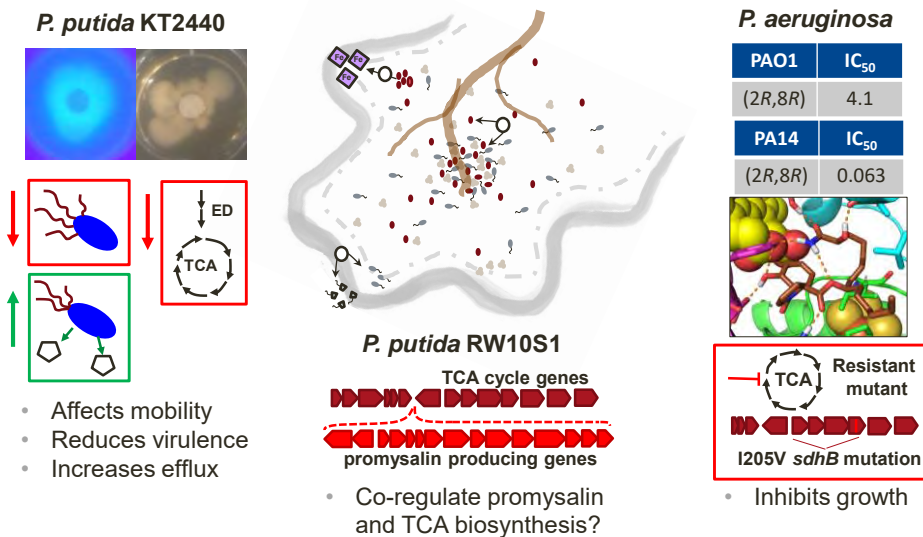 P. putida KT2440
ED
TCA
Affects mobility
Reduces virulence
Increases efflux
Fe
Fe
Fe
P. putida RW10S1
TCA cycle genes
promysalin producing genes
Co-regulate promysalin
and TCA biosynthesis?
P. aeruginosa
PAO1 IC50
(2R,8R) 4.1
PA14 IC50
(2R,8R) 0.063
TCA
Resistant
mutant
I205V sdhB mutation
Inhibits growth